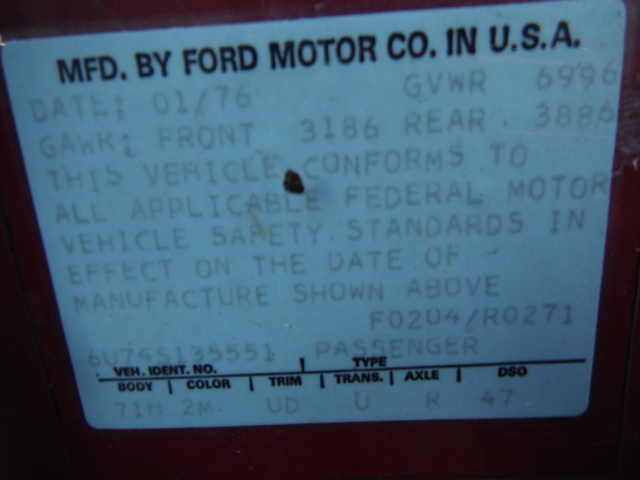 MFD. BY FORD MOTOR CO. IN U.S.A.
DATE: 01/76 GVWR 6996
GAWR: FRONT 3186 REAR 3886
THIS VEHICLE CONFORMS TO
ALL APPLICABLE FEDERAL MOTOR
VEHICLE SAFETY STANDARDS IN
EFFECT ON THE DATE OF
MANUFACTURE SHOWN ABOVE
F0204/R0271
6U74S135551 PASSENGER
VEH. IDENT. NO. TYPE
BODY COLOR TRIM TRANS. AXLE DSO
71H 2M UD U R 47